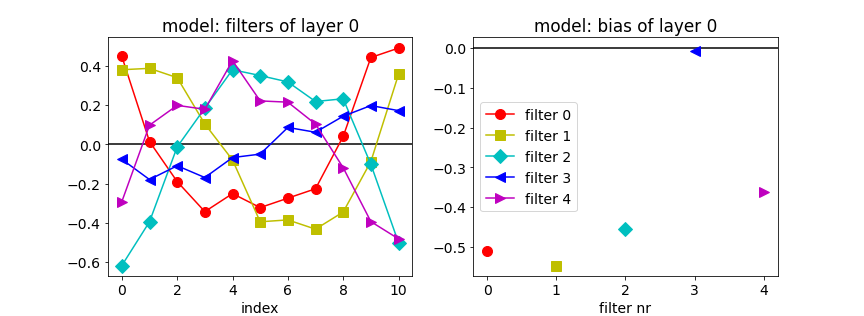 model: filters of layer 0
0.4
0.2
0.0
−0.2
−0.4
−0.6
0 2 4 6 8 10
index
model: bias of layer 0
0.0
−0.1
−0.2
−0.3
−0.4
−0.5
filter 0
filter 1
filter 2
filter 3
filter 4
0 1 2 3 4
filter nr